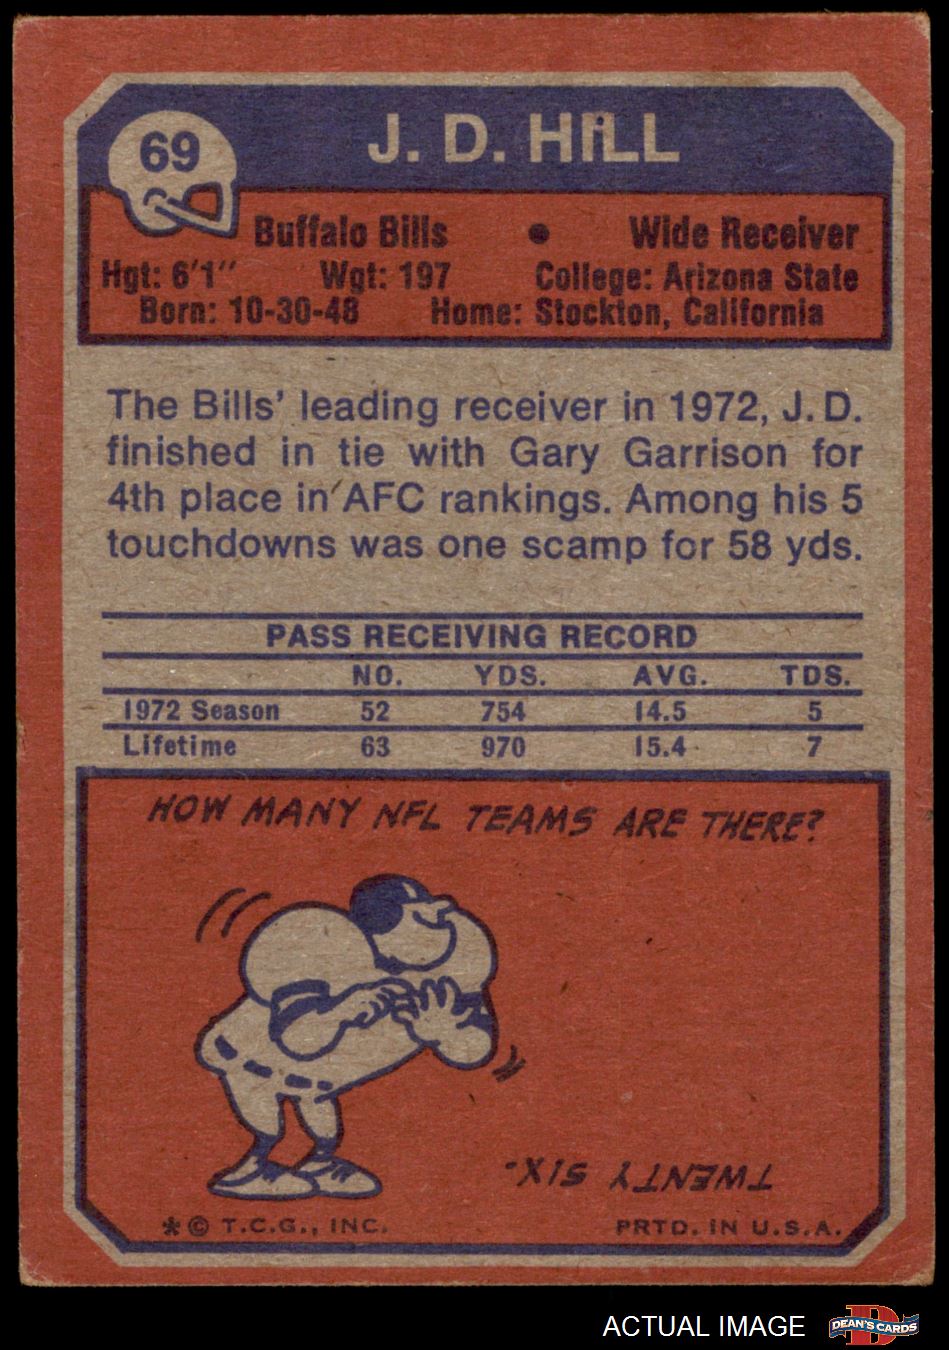 69
J. D. HILL
Buffalo Bills • Wide Receiver
Hgt: 6'1" Wgt: 197 College: Arizona State
Born: 10-30-48 Home: Stockton, California
The Bills' leading receiver in 1972, J. D.
finished in tie with Gary Garrison for
4th place in AFC rankings. Among his 5
touchdowns was one scamp for 58 yds.
PASS RECEIVING RECORD
NO. YDS. AVG. TDS.
1972 Season 52 754 14.5 5
Lifetime 63 970 15.4 7
HOW MANY NFL TEAMS ARE THERE?
TWENTY SIX.
* © T.C.G., INC. PRTD. IN U.S.A.
ACTUAL IMAGE
D
DEAN'S CARDS